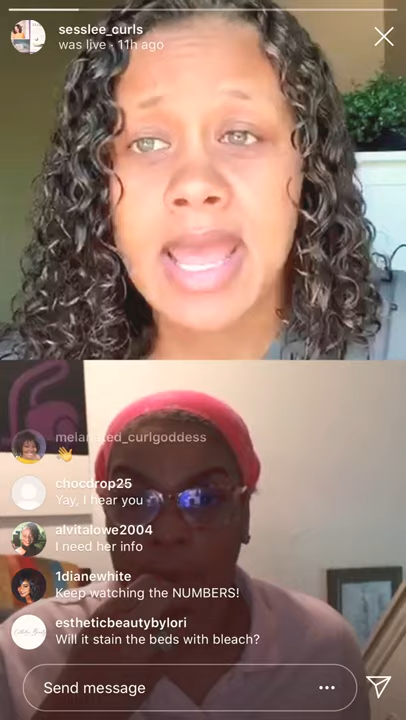 sesslee_curls
was live · 11h ago
melanated_curlgoddess
👋
chocdrop25
Yay, I hear you
alvitalowe2004
I need her info
1dianewhite
Keep watching the NUMBERS!
estheticbeautybylori
Will it stain the beds with bleach?
Send message